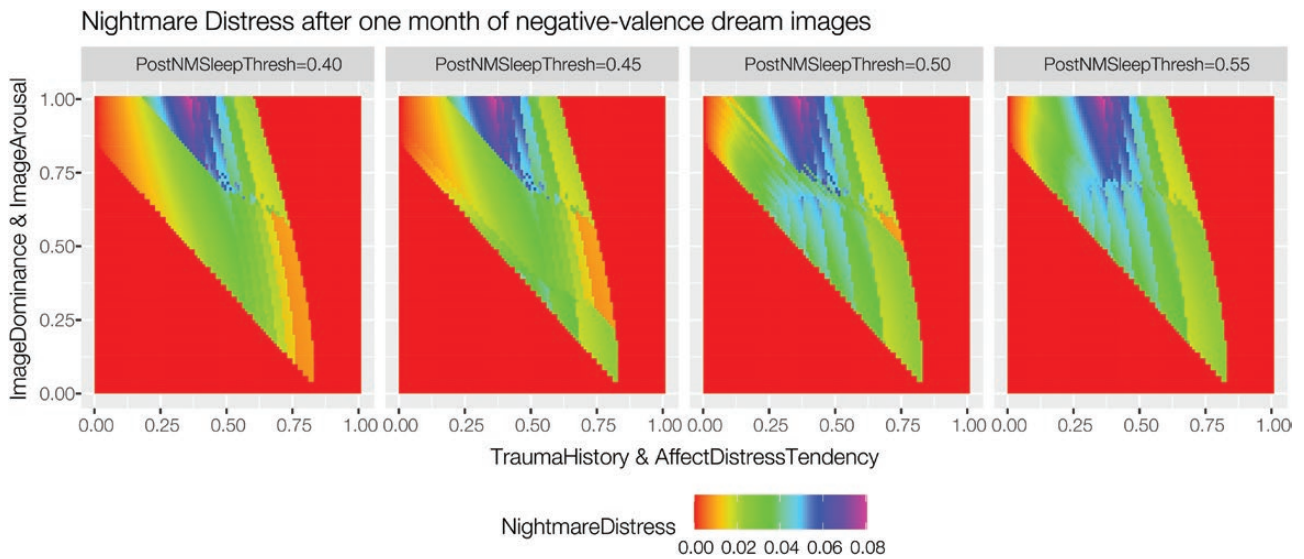 Nightmare Distress after one month of negative-valence dream images
PostNMSleepThresh=0.40
PostNMSleepThresh=0.45
PostNMSleepThresh=0.50
PostNMSleepThresh=0.55
ImageDominance & ImageArousal
1.00
0.75
0.50
0.25
0.00
0.00 0.25 0.50 0.75 1.00
0.00 0.25 0.50 0.75 1.00
0.00 0.25 0.50 0.75 1.00
0.00 0.25 0.50 0.75 1.00
TraumaHistory & AffectDistressTendency
NightmareDistress
0.00 0.02 0.04 0.06 0.08